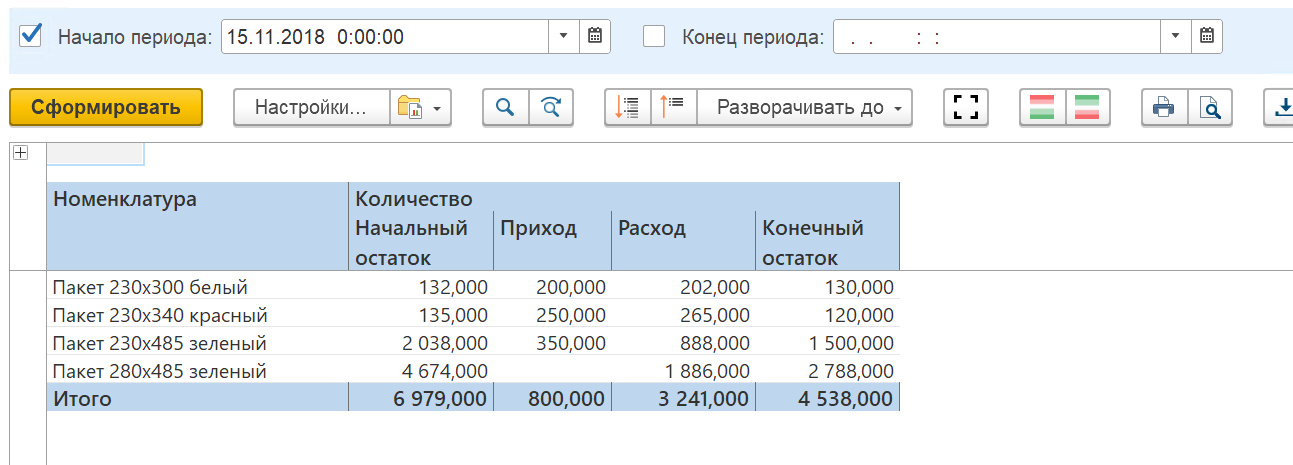 Начало периода: 15.11.2018 0:00:00 Конец периода: . . : :
Сформировать Настройки... Разворачивать до
Номенклатура Количество
Начальный остаток Приход Расход Конечный остаток
Пакет 230х300 белый 132,000 200,000 202,000 130,000
Пакет 230х340 красный 135,000 250,000 265,000 120,000
Пакет 230х485 зеленый 2 038,000 350,000 888,000 1 500,000
Пакет 280х485 зеленый 4 674,000 1 886,000 2 788,000
Итого 6 979,000 800,000 3 241,000 4 538,000